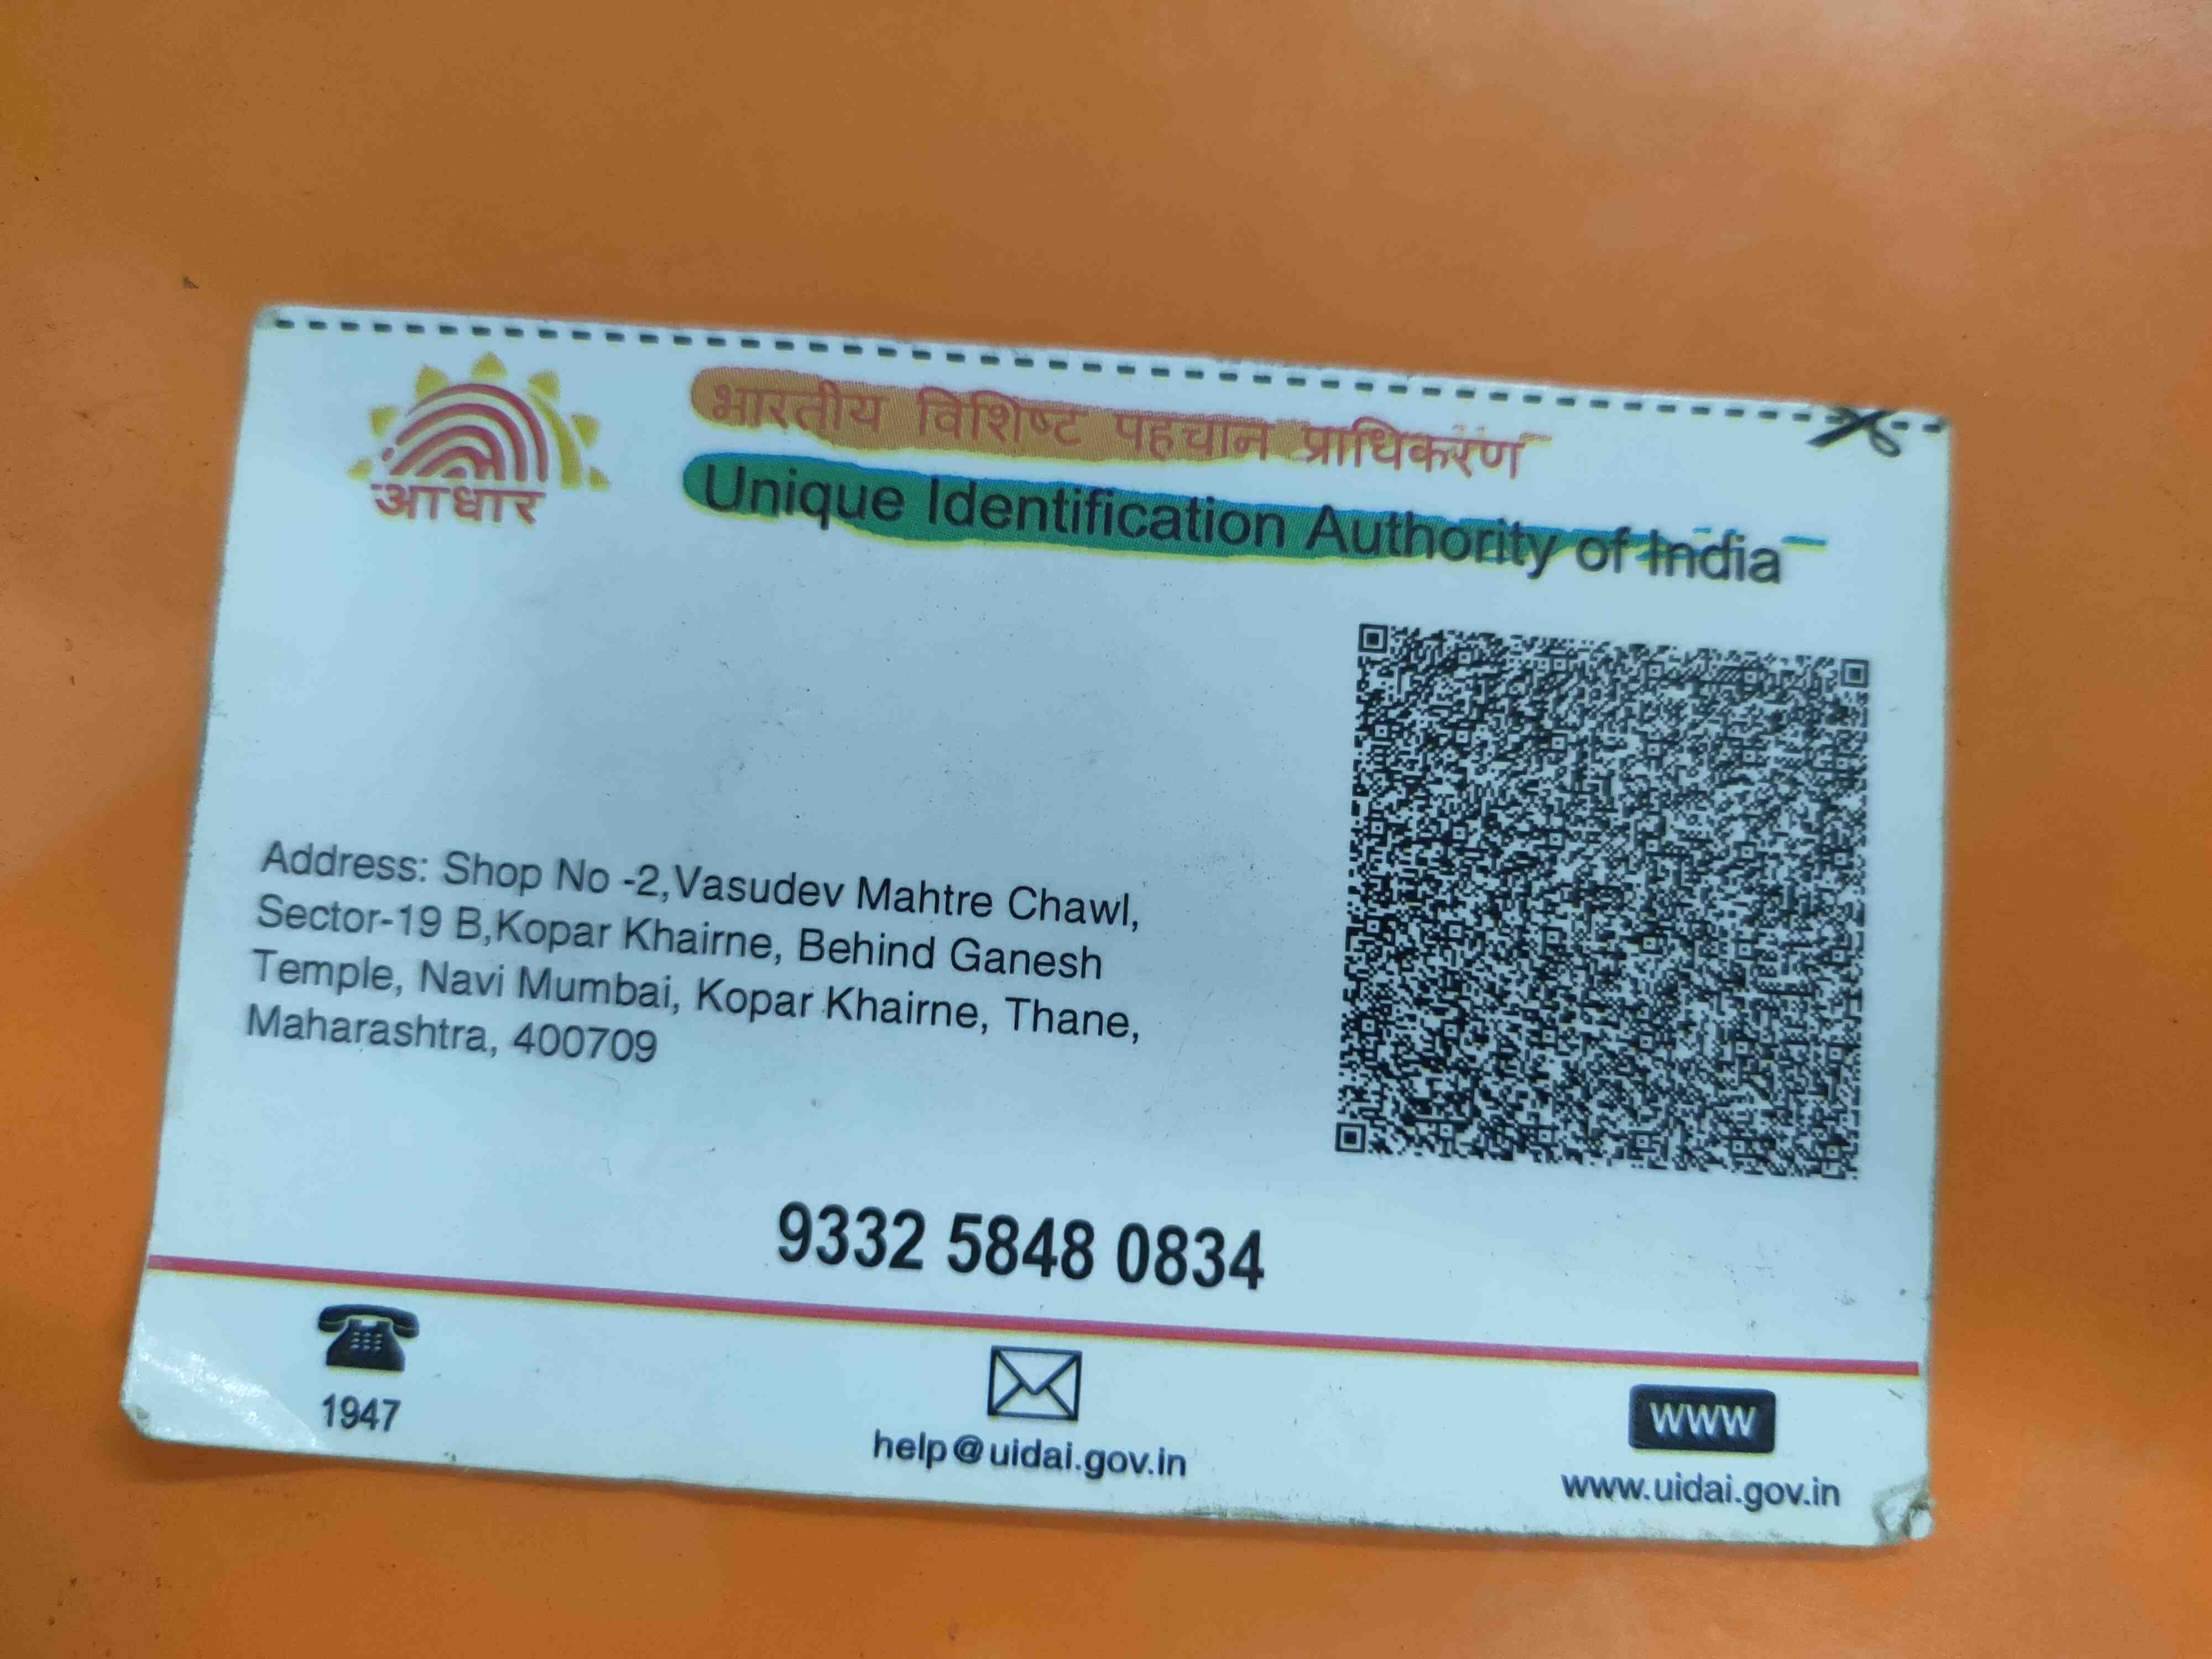 भारतीय विशिष्ट पहचान प्राधिकरण
Unique Identification Authority of India
आधार
Address: Shop No -2,Vasudev Mahtre Chawl,
Sector-19 B,Kopar Khairne, Behind Ganesh
Temple, Navi Mumbai, Kopar Khairne, Thane,
Maharashtra, 400709
9332 5848 0834
1947
help@uidai.gov.in
WWW
www.uidai.gov.in